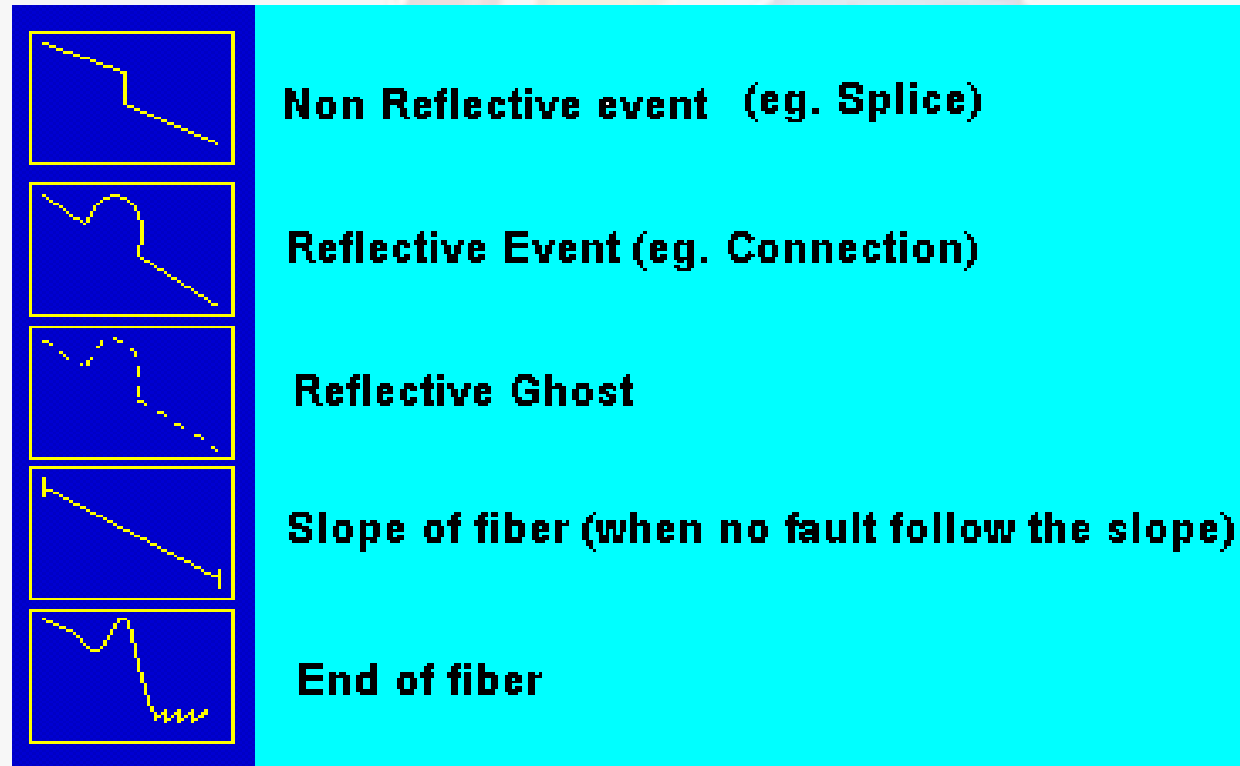 Non Reflective event (eg. Splice)
Reflective Event (eg. Connection)
Reflective Ghost
Slope of fiber (when no fault follow the slope)
End of fiber